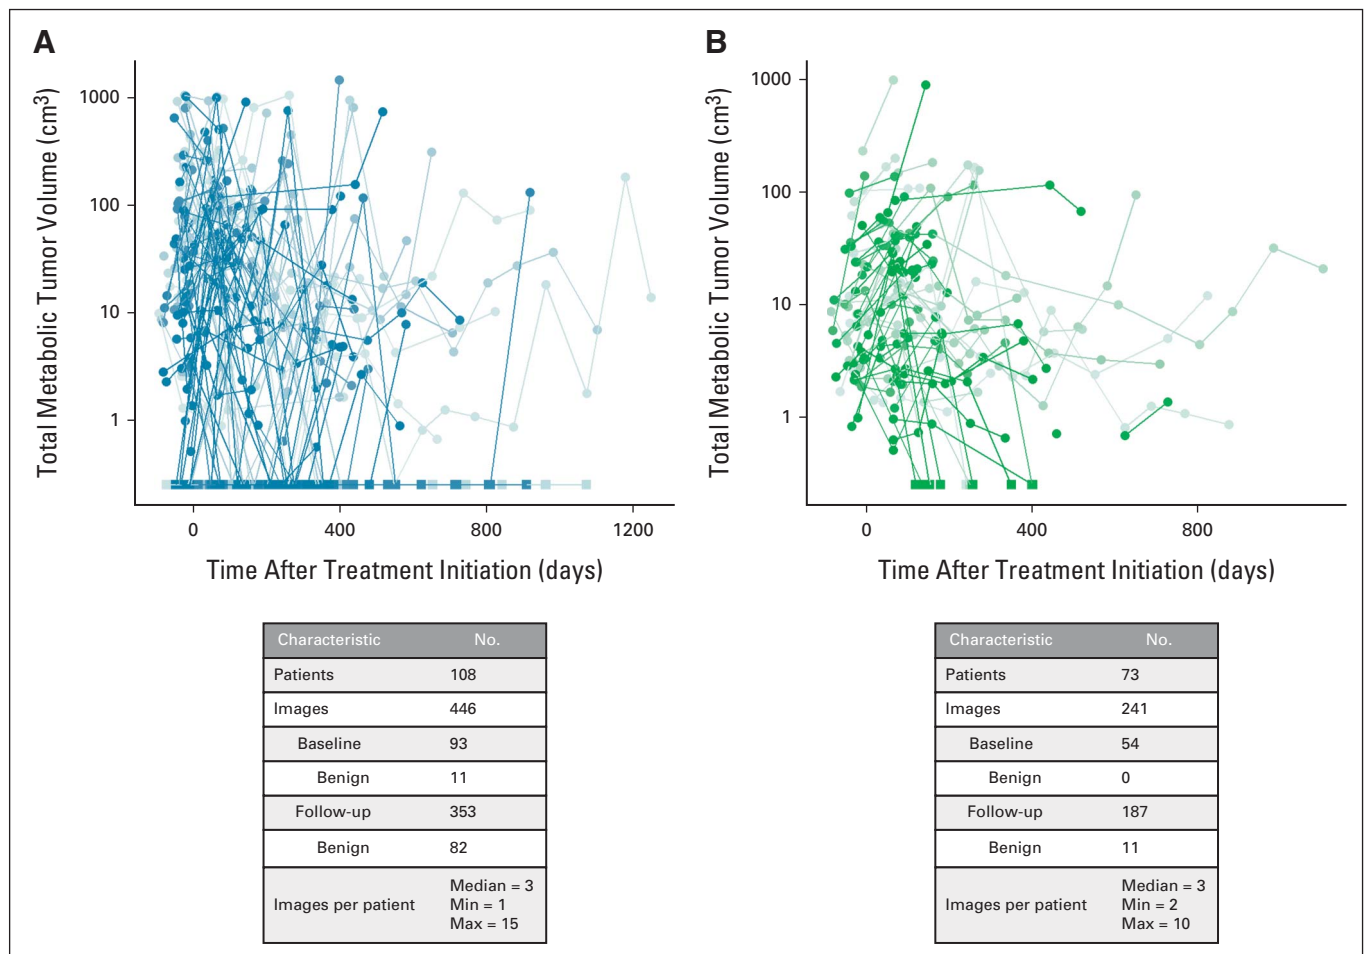 A
B
Total Metabolic Tumor Volume (cm³)
1000
100
10
1
0
400
800
1200
Time After Treatment Initiation (days)
Total Metabolic Tumor Volume (cm³)
1000
100
10
1
0
400
800
Time After Treatment Initiation (days)
Characteristic No.
Patients 108
Images 446
Baseline 93
Benign 11
Follow-up 353
Benign 82
Images per patient Median = 3
Min = 1
Max = 15
Characteristic No.
Patients 73
Images 241
Baseline 54
Benign 0
Follow-up 187
Benign 11
Images per patient Median = 3
Min = 2
Max = 10